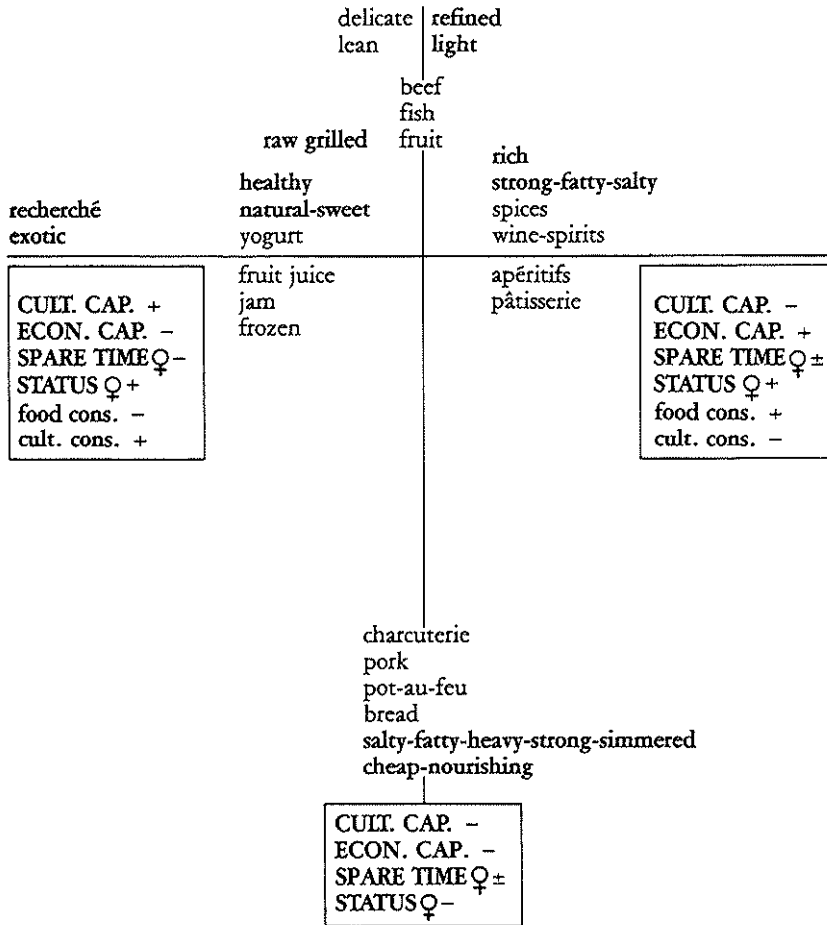 delicate refined
lean light
beef
fish
raw grilled fruit
rich
healthy strong-fatty-salty
recherché natural-sweet spices
exotic yogurt wine-spirits
fruit juice apéritifs
jam pâtisserie
frozen
CULT. CAP. +
ECON. CAP. −
SPARE TIME ♀ −
STATUS ♀ +
food cons. −
cult. cons. +
CULT. CAP. −
ECON. CAP. +
SPARE TIME ♀ ±
STATUS ♀ +
food cons. +
cult. cons. −
charcuterie
pork
pot-au-feu
bread
salty-fatty-heavy-strong-simmered
cheap-nourishing
CULT. CAP. −
ECON. CAP. −
SPARE TIME ♀ ±
STATUS ♀ −